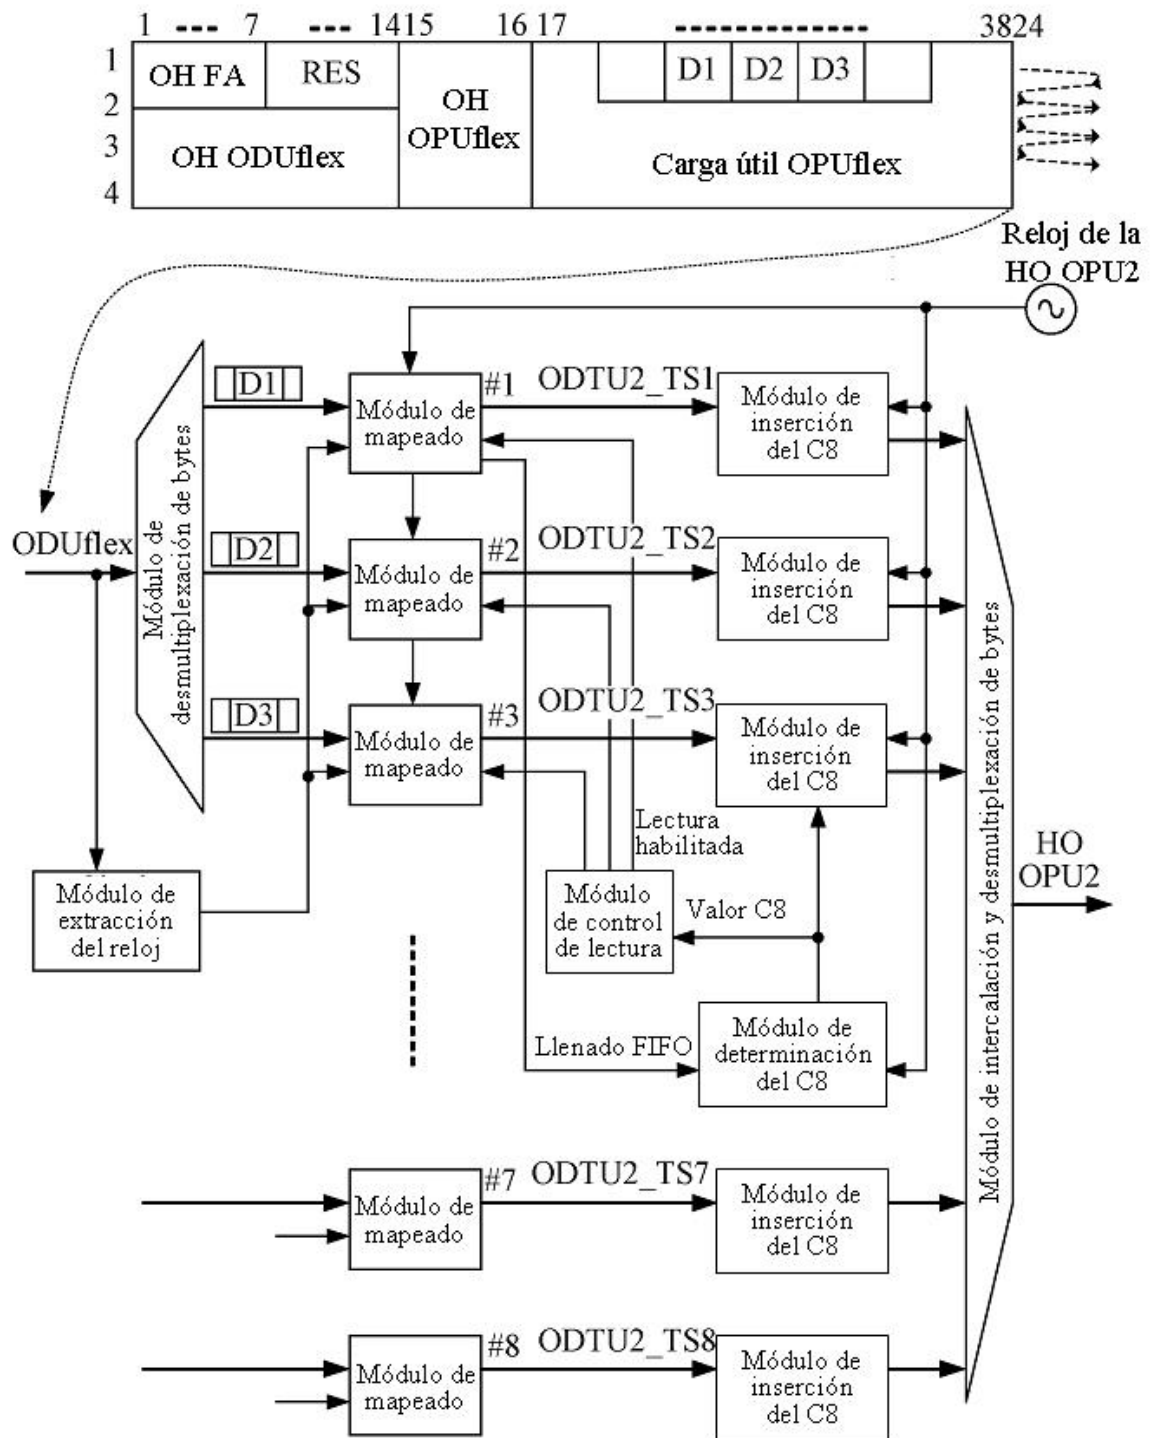 1 --- 7 --- 1415 16 17 ------------- 3824
1
2
3
4
OH FA
RES
OH
OPUflex
D1 D2 D3
OH ODUflex
Carga útil OPUflex
Reloj de la
HO OPU2
ODUflex
Módulo de
desmultiplexación de bytes
D1
Módulo de
mapeado
#1
ODTU2_TS1
Módulo de
inserción
del C8
D2
Módulo de
mapeado
#2
ODTU2_TS2
Módulo de
inserción
del C8
D3
Módulo de
mapeado
#3
ODTU2_TS3
Módulo de
inserción
del C8
Lectura
habilitada
Módulo de
extracción
del reloj
Módulo
de control
de lectura
Valor C8
Llenado FIFO
Módulo de
determinación
del C8
Módulo de intercalación y desmultiplexación de bytes
HO
OPU2
Módulo de
mapeado
#7
ODTU2_TS7
Módulo de
inserción
del C8
Módulo de
mapeado
#8
ODTU2_TS8
Módulo de
inserción
del C8